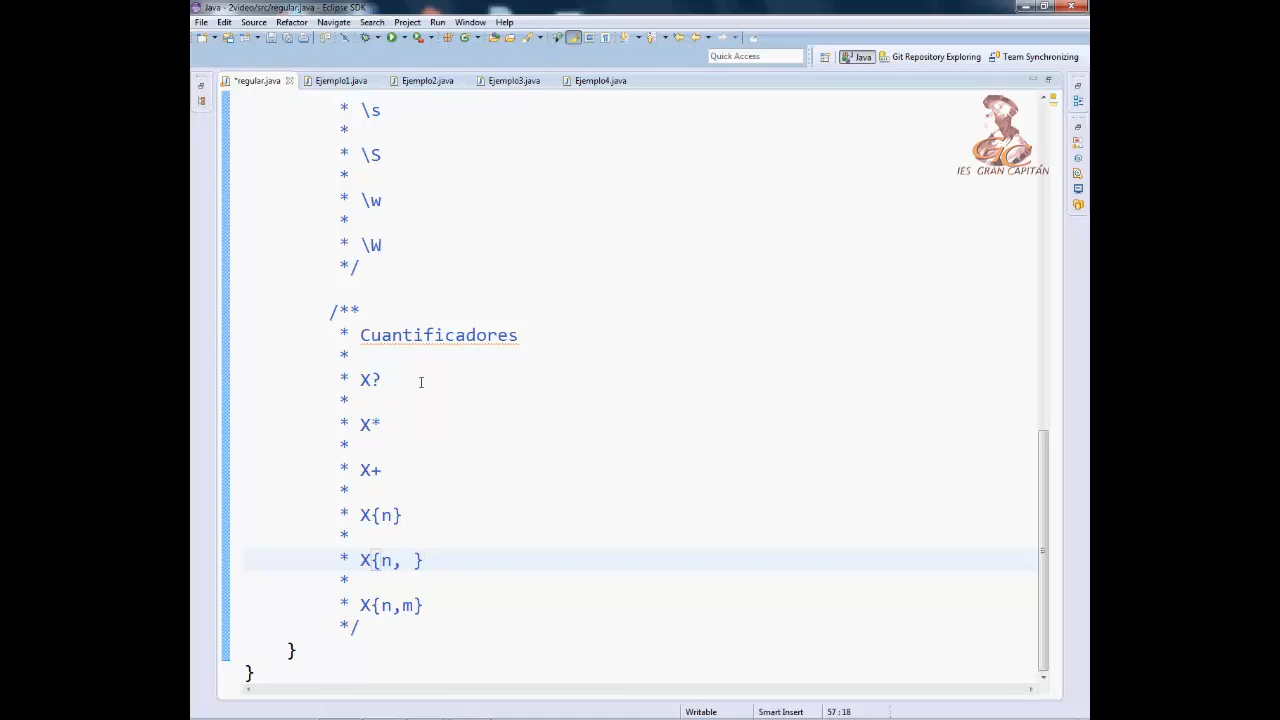 Java - 2video/src/regular.java - Eclipse SDK
File Edit Source Refactor Navigate Search Project Run Window Help
Quick Access Java Git Repository Exploring Team Synchronizing
*regular.java Ejemplo1.java Ejemplo2.java Ejemplo3.java Ejemplo4.java
* \s
*
* \S
*
* \w
*
* \W
*/
/**
* Cuantificadores
*
* X?
*
* X*
*
* X+
*
* X{n}
*
* X{n, }
*
* X{n,m}
*/
}
}
GC
IES GRAN CAPITÁN
Writable Smart Insert 57 : 18